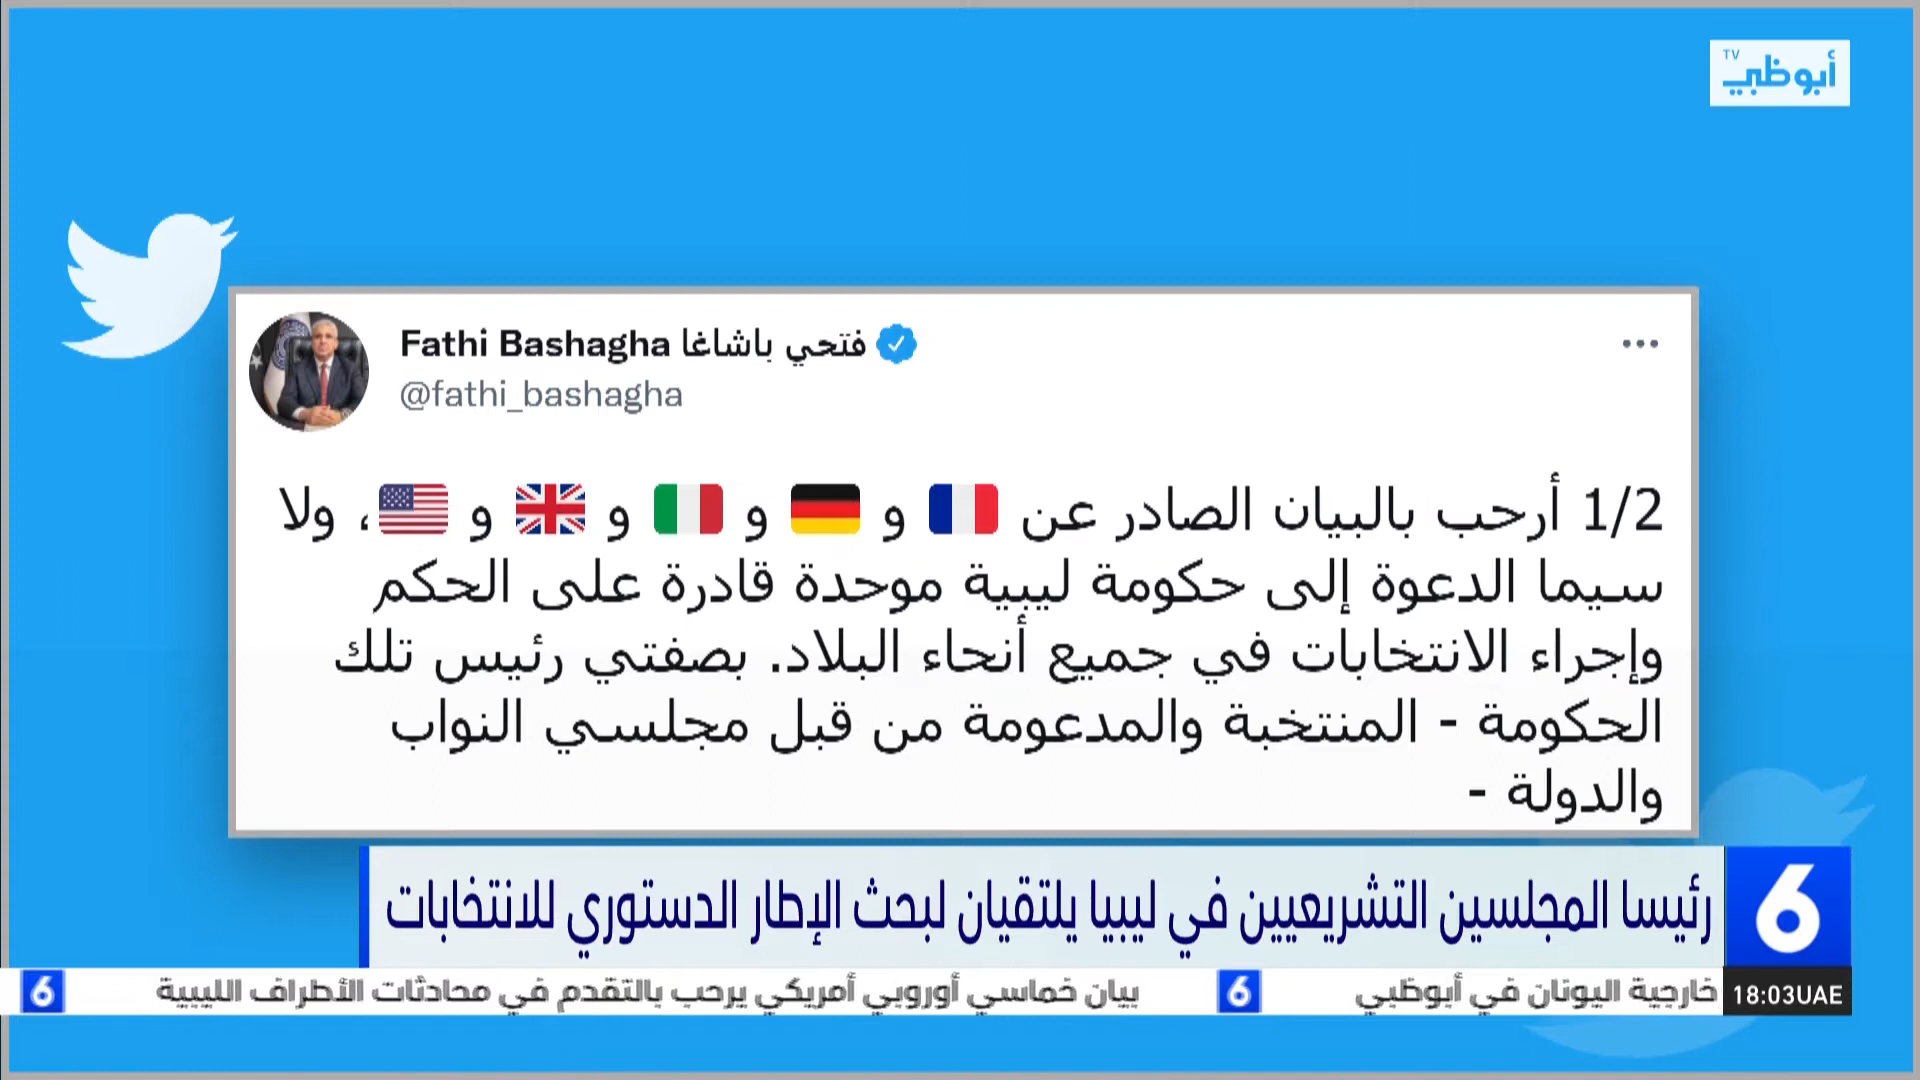 أبوظبي TV
Fathi Bashagha فتحي باشاغا
@fathi_bashagha
1/2 أرحب بالبيان الصادر عن 🇫🇷 و 🇩🇪 و 🇮🇹 و 🇬🇧 و 🇺🇸، ولا
سيما الدعوة إلى حكومة ليبية موحدة قادرة على الحكم
وإجراء الانتخابات في جميع أنحاء البلاد. بصفتي رئيس تلك
الحكومة - المنتخبة والمدعومة من قبل مجلسي النواب
والدولة -
6 رئيسا المجلسين التشريعيين في ليبيا يلتقيان لبحث الإطار الدستوري للانتخابات
18:03UAE
خارجية اليونان في أبوظبي 6 بيان خماسي أوروبي أمريكي يرحب بالتقدم في محادثات الأطراف الليبية 6